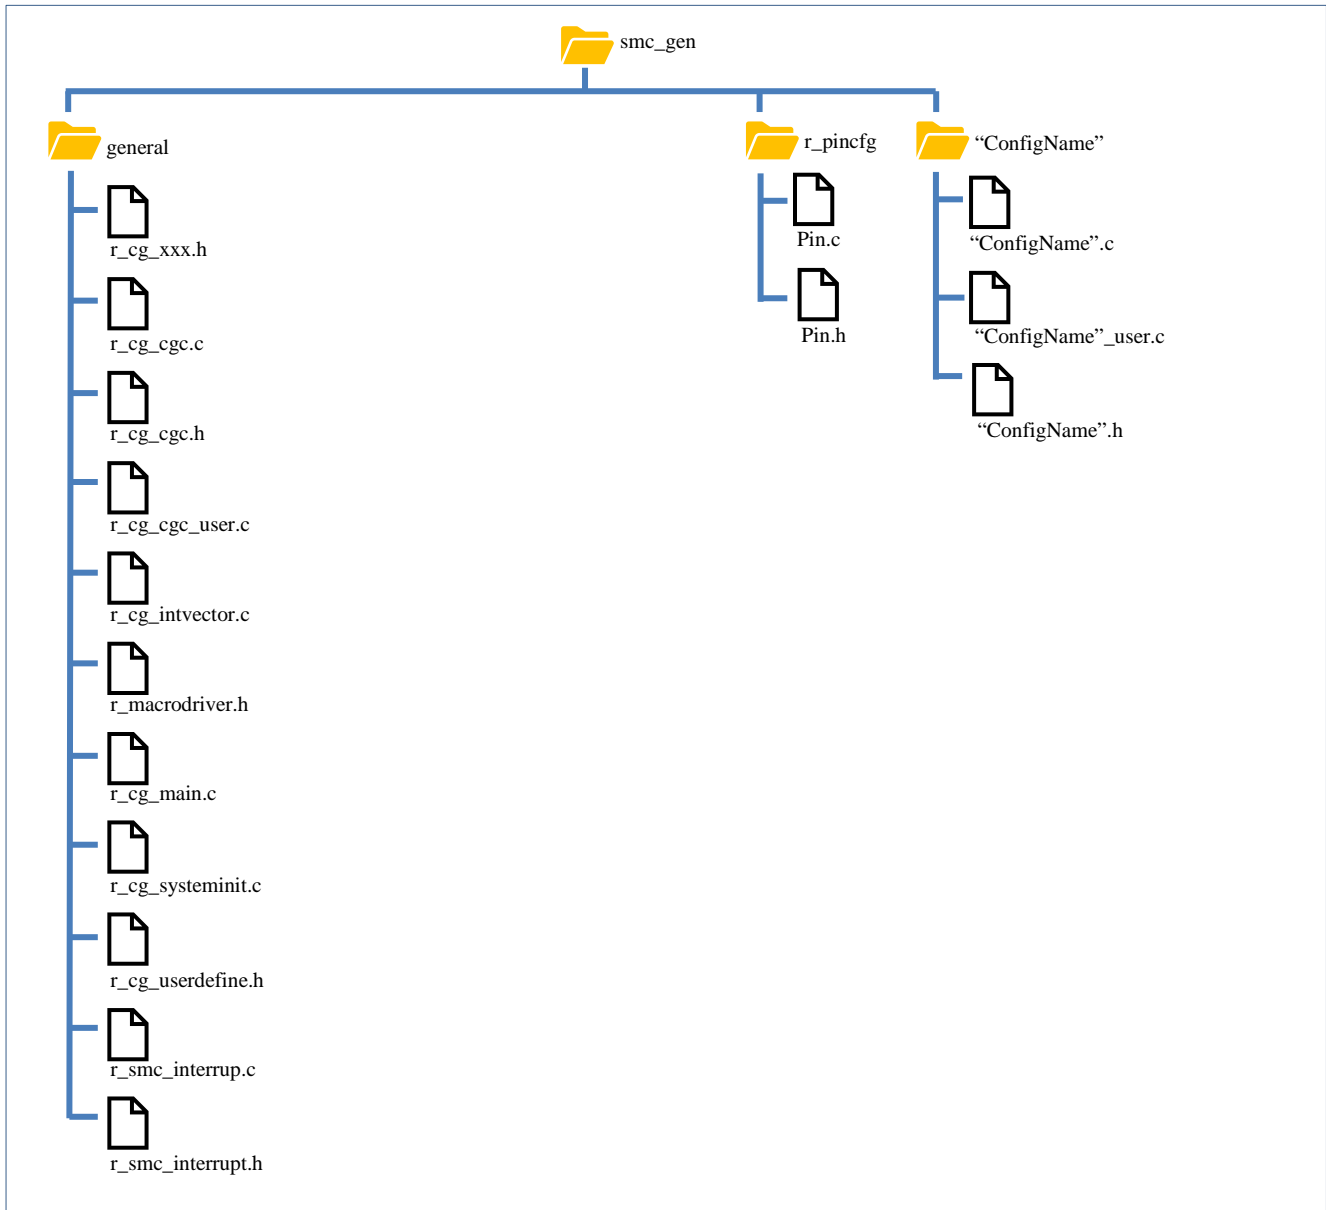 smc_gen
general
r_cg_xxx.h
r_cg_cgc.c
r_cg_cgc.h
r_cg_cgc_user.c
r_cg_intvector.c
r_macrodriver.h
r_cg_main.c
r_cg_systeminit.c
r_cg_userdefine.h
r_smc_interrup.c
r_smc_interrupt.h
r_pincfg
Pin.c
Pin.h
“ConfigName”
“ConfigName”.c
“ConfigName”_user.c
“ConfigName”.h